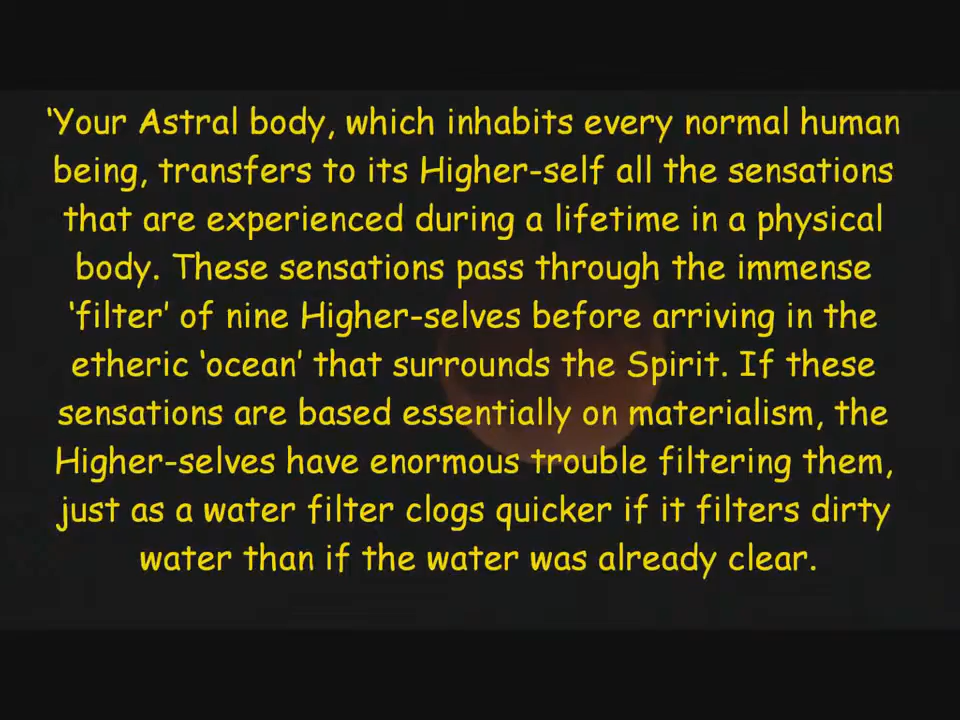 ‘Your Astral body, which inhabits every normal human
being, transfers to its Higher-self all the sensations
that are experienced during a lifetime in a physical
body. These sensations pass through the immense
‘filter’ of nine Higher-selves before arriving in the
etheric ‘ocean’ that surrounds the Spirit. If these
sensations are based essentially on materialism, the
Higher-selves have enormous trouble filtering them,
just as a water filter clogs quicker if it filters dirty
water than if the water was already clear.